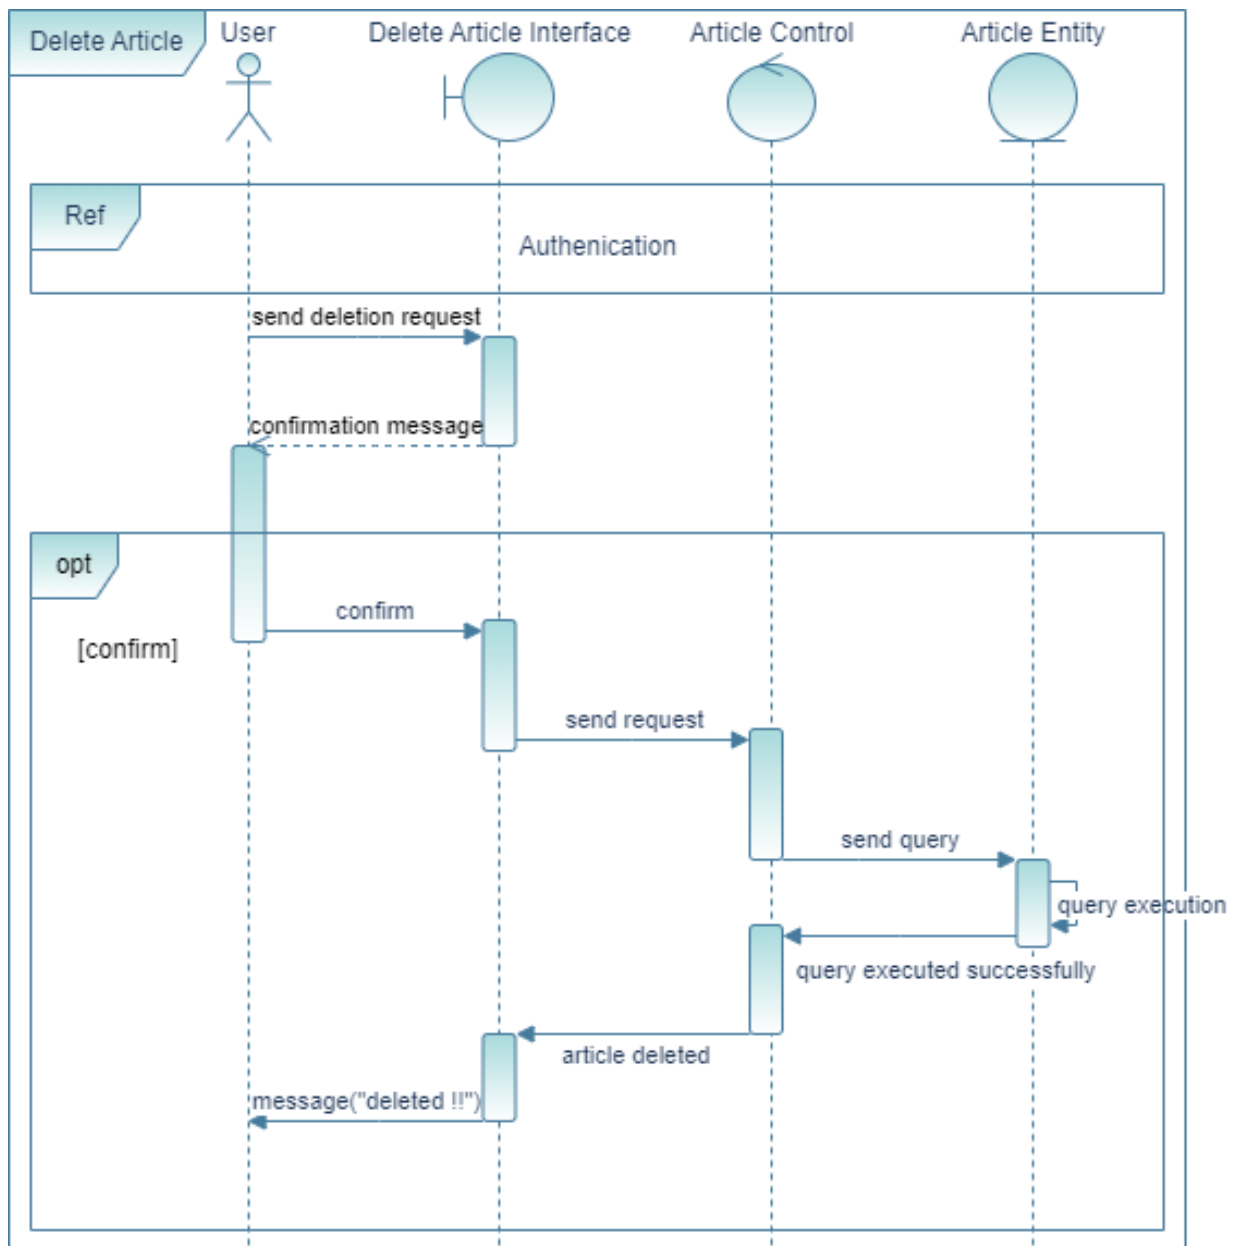 Delete Article
User
Delete Article Interface
Article Control
Article Entity
Ref
Authenication
send deletion request
confirmation message
opt
[confirm]
confirm
send request
send query
query execution
query executed successfully
article deleted
message("deleted !!")